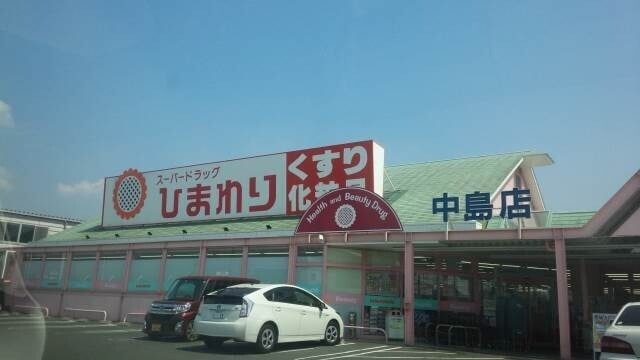 スーパードラッグ
ひまわり
くすり
化粧品
Health and Beauty Drug
中島店